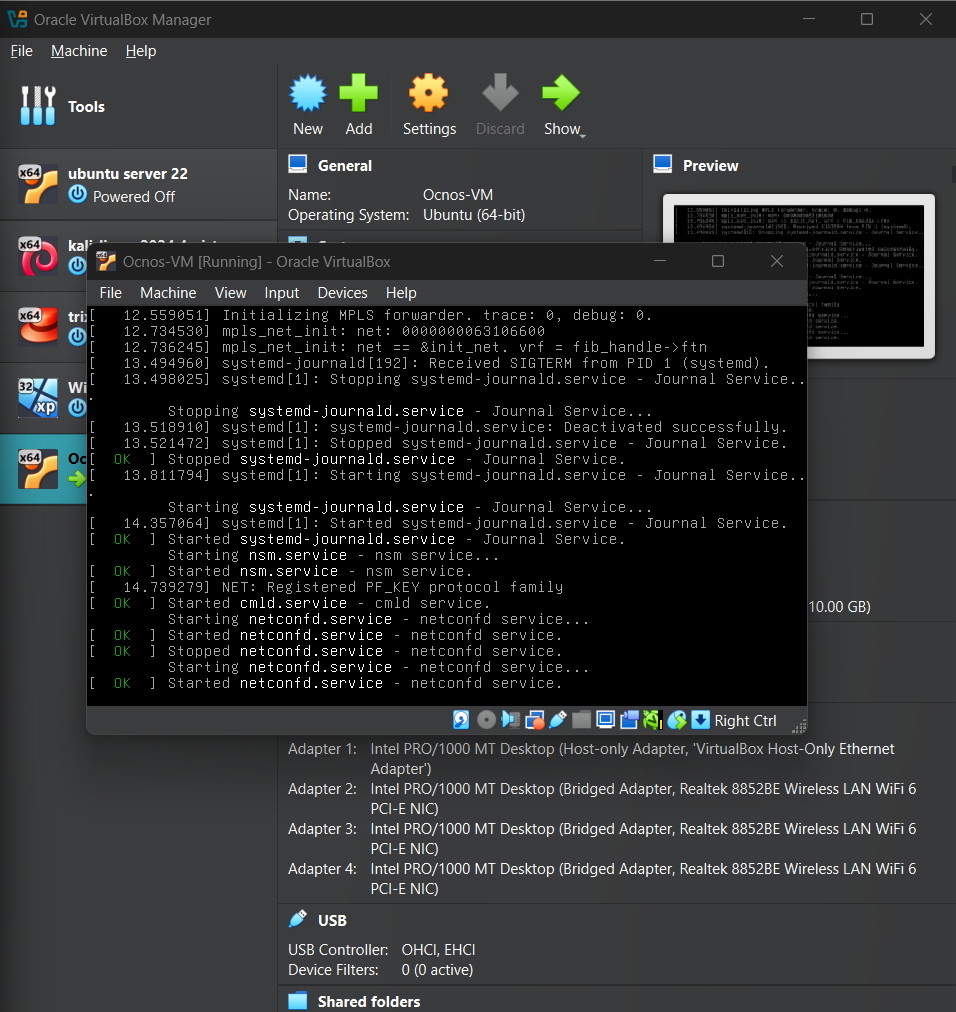 Oracle VirtualBox Manager
File Machine Help
Tools
New Add Settings Discard Show
ubuntu server 22
Powered Off
General
Name: Ocnos-VM
Operating System: Ubuntu (64-bit)
Preview
Ocnos-VM [Running] - Oracle VirtualBox
File Machine View Input Devices Help
[   12.559051] Initializing MPLS forwarder. trace: 0, debug: 0.
[   12.734530] mpls_net_init: net: 0000000063106600
[   12.736245] mpls_net_init: net == &init_net. vrf = fib_handle->ftn
[   13.494960] systemd-journald[192]: Received SIGTERM from PID 1 (systemd).
[   13.498025] systemd[1]: Stopping systemd-journald.service - Journal Service..
.
Stopping systemd-journald.service - Journal Service...
[   13.518910] systemd[1]: systemd-journald.service: Deactivated successfully.
[   13.521472] systemd[1]: Stopped systemd-journald.service - Journal Service.
[  OK  ] Stopped systemd-journald.service - Journal Service.
[   13.811794] systemd[1]: Starting systemd-journald.service - Journal Service..
.
Starting systemd-journald.service - Journal Service...
[   14.357064] systemd[1]: Started systemd-journald.service - Journal Service.
[  OK  ] Started systemd-journald.service - Journal Service.
Starting nsm.service - nsm service...
[  OK  ] Started nsm.service - nsm service.
[   14.739279] NET: Registered PF_KEY protocol family
[  OK  ] Started cmld.service - cmld service.
Starting netconfd.service - netconfd service...
[  OK  ] Started netconfd.service - netconfd service.
[  OK  ] Stopped netconfd.service - netconfd service.
Starting netconfd.service - netconfd service...
[  OK  ] Started netconfd.service - netconfd service.
Right Ctrl
x64
x64
x64
32
xp
Wi
x64
Oc
10.00 GB)
Adapter 1: Intel PRO/1000 MT Desktop (Host-only Adapter, 'VirtualBox Host-Only Ethernet
Adapter')
Adapter 2: Intel PRO/1000 MT Desktop (Bridged Adapter, Realtek 8852BE Wireless LAN WiFi 6
PCI-E NIC)
Adapter 3: Intel PRO/1000 MT Desktop (Bridged Adapter, Realtek 8852BE Wireless LAN WiFi 6
PCI-E NIC)
Adapter 4: Intel PRO/1000 MT Desktop (Bridged Adapter, Realtek 8852BE Wireless LAN WiFi 6
PCI-E NIC)
USB
USB Controller: OHCI, EHCI
Device Filters: 0 (0 active)
Shared folders